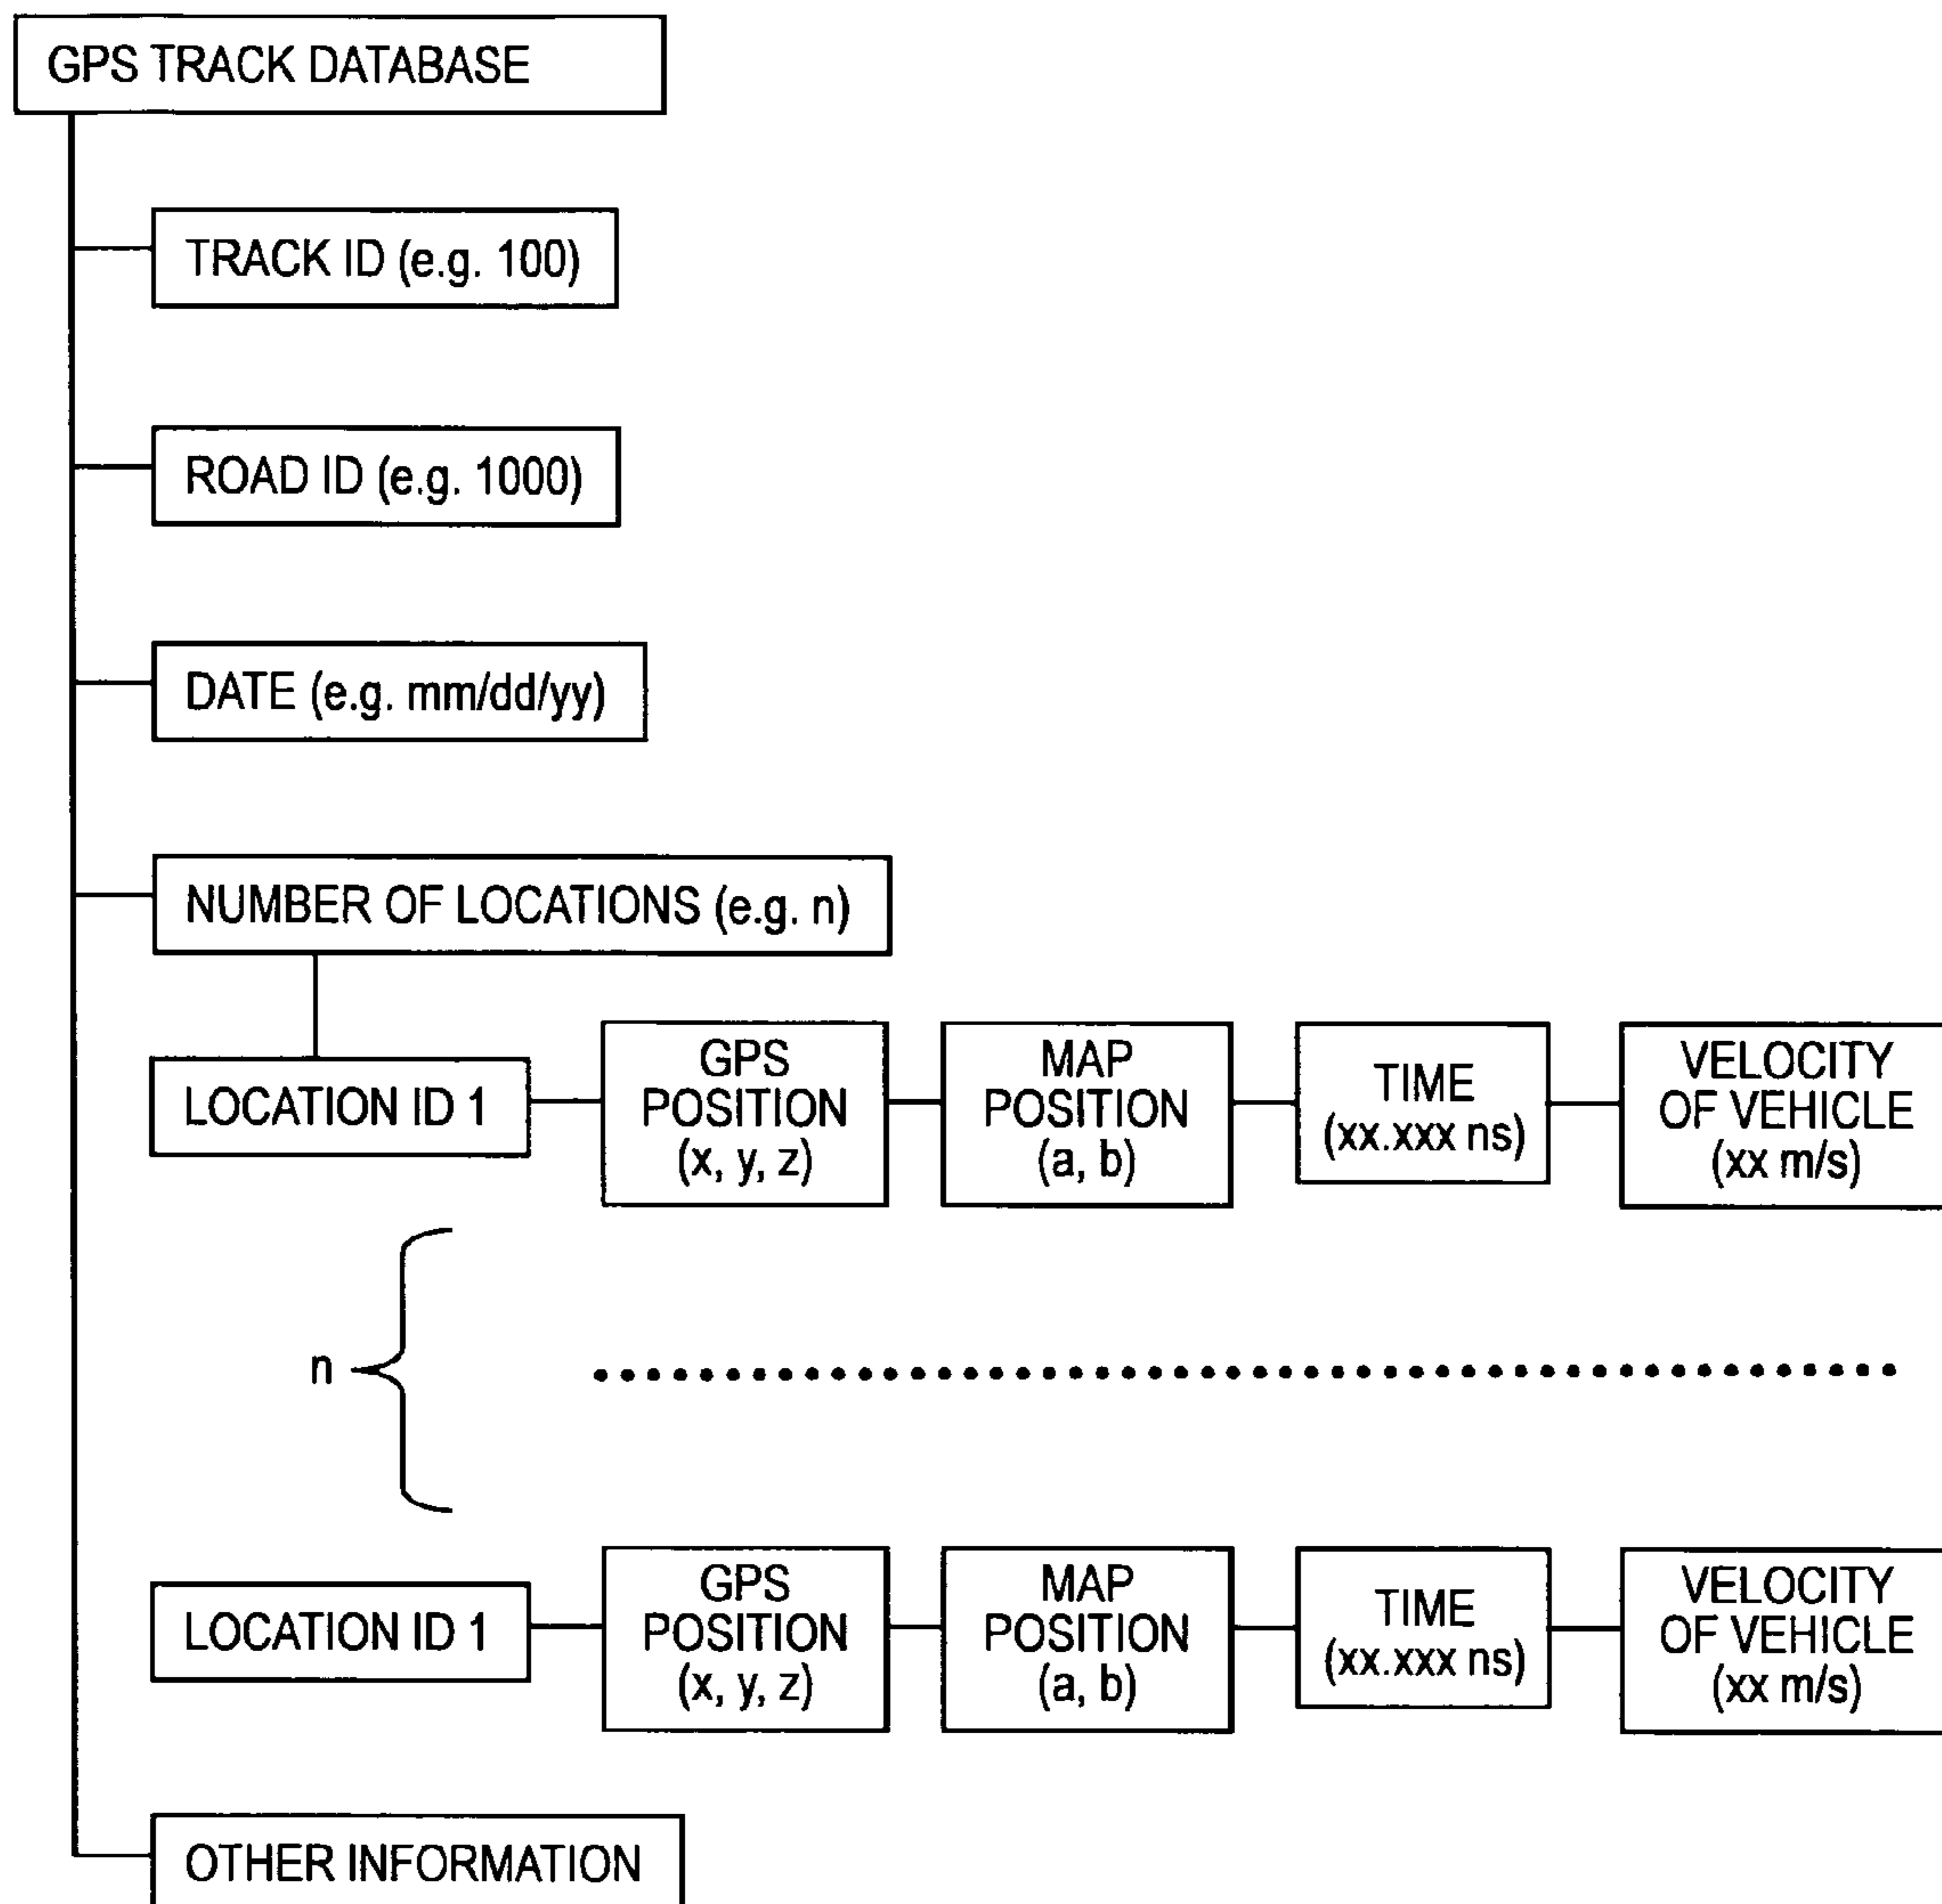 GPS TRACK DATABASE
TRACK ID (e.g. 100)
ROAD ID (e.g. 1000)
DATE (e.g. mm/dd/yy)
NUMBER OF LOCATIONS (e.g. n)
LOCATION ID 1
GPS
POSITION
(x, y, z)
MAP
POSITION
(a, b)
TIME
(xx.xxx ns)
VELOCITY
OF VEHICLE
(xx m/s)
n
LOCATION ID 1
GPS
POSITION
(x, y, z)
MAP
POSITION
(a, b)
TIME
(xx.xxx ns)
VELOCITY
OF VEHICLE
(xx m/s)
OTHER INFORMATION